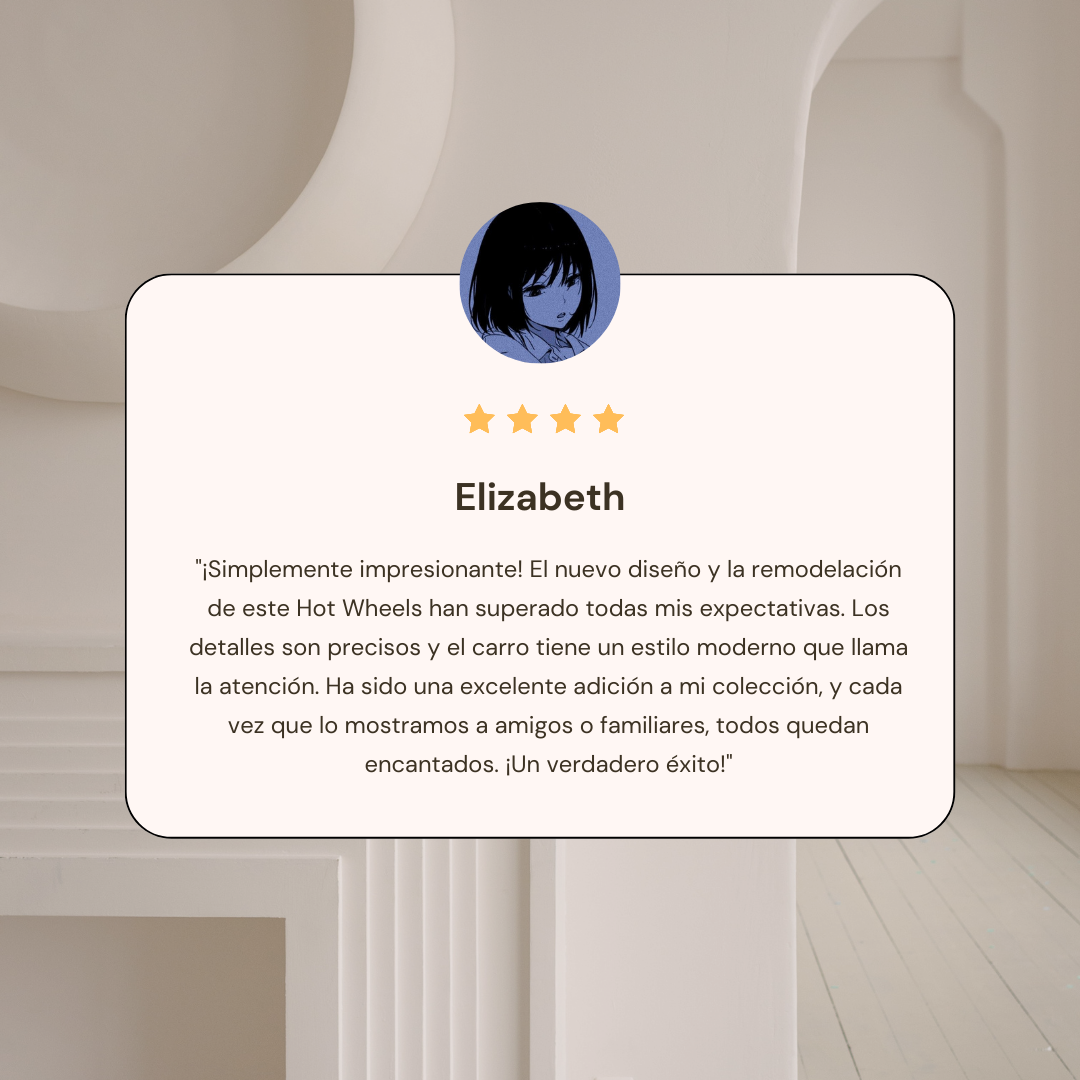 Elizabeth
"¡Simplemente impresionante! El nuevo diseño y la remodelación
de este Hot Wheels han superado todas mis expectativas. Los
detalles son precisos y el carro tiene un estilo moderno que llama
la atención. Ha sido una excelente adición a mi colección, y cada
vez que lo mostramos a amigos o familiares, todos quedan
encantados. ¡Un verdadero éxito!"